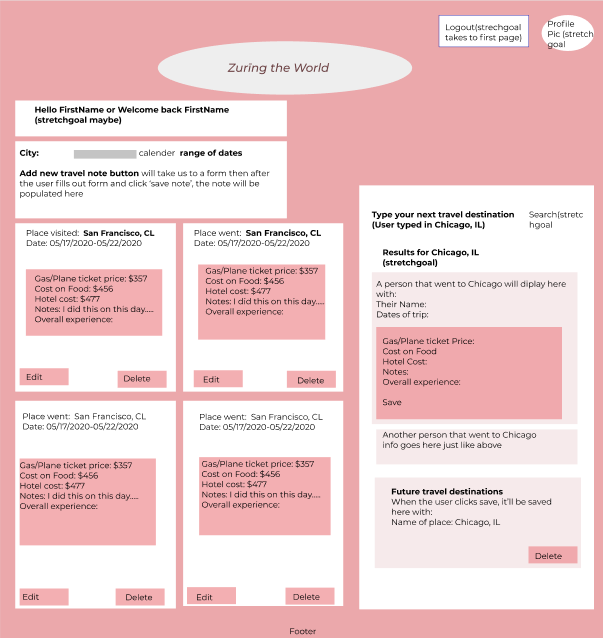 Logout(strechgoal
takes to first page)
Profile
Pic (stretch
goal
Zuring the World
Hello FirstName or Welcome back FirstName
(stretchgoal maybe)
City: calender range of dates
Add new travel note button will take us to a form then after
the user fills out form and click ‘save note’, the note will be
populated here
Place visited: San Francisco, CL
Date: 05/17/2020-05/22/2020
Gas/Plane ticket price: $357
Cost on Food: $456
Hotel cost: $477
Notes: I did this on this day.....
Overall experience:
Edit
Delete
Place went: San Francisco, CL
Date: 05/17/2020-05/22/2020
Gas/Plane ticket price: $357
Cost on Food: $456
Hotel cost: $477
Notes: I did this on this day.....
Overall experience:
Edit
Delete
Place went: San Francisco, CL
Date: 05/17/2020-05/22/2020
Gas/Plane ticket price: $357
Cost on Food: $456
Hotel cost: $477
Notes: I did this on this day.....
Overall experience:
Edit
Delete
Place went: San Francisco, CL
Date: 05/17/2020-05/22/2020
Gas/Plane ticket price: $357
Cost on Food: $456
Hotel cost: $477
Notes: I did this on this day.....
Overall experience:
Edit
Delete
Type your next travel destination
(User typed in Chicago, IL)
Search(stretc
hgoal
Results for Chicago, IL
(stretchgoal)
A person that went to Chicago will diplay here
with:
Their Name:
Dates of trip:
Gas/Plane ticket Price:
Cost on Food
Hotel Cost:
Notes:
Overall experience:
Save
Another person that went to Chicago
info goes here just like above
Future travel destinations
When the user clicks save, it’ll be saved
here with:
Name of place: Chicago, IL
Delete
Footer